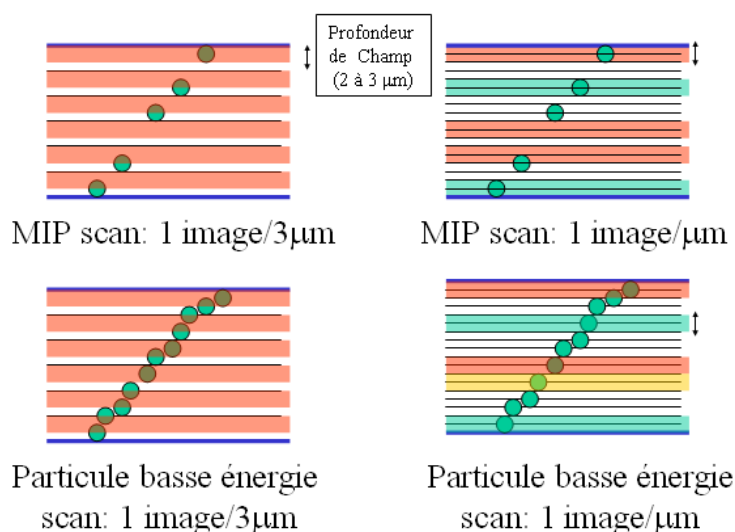 Profondeur
de Champ
(2 à 3 μm)
MIP scan: 1 image/3μm
MIP scan: 1 image/μm
Particule basse énergie
scan: 1 image/3μm
Particule basse énergie
scan: 1 image/μm